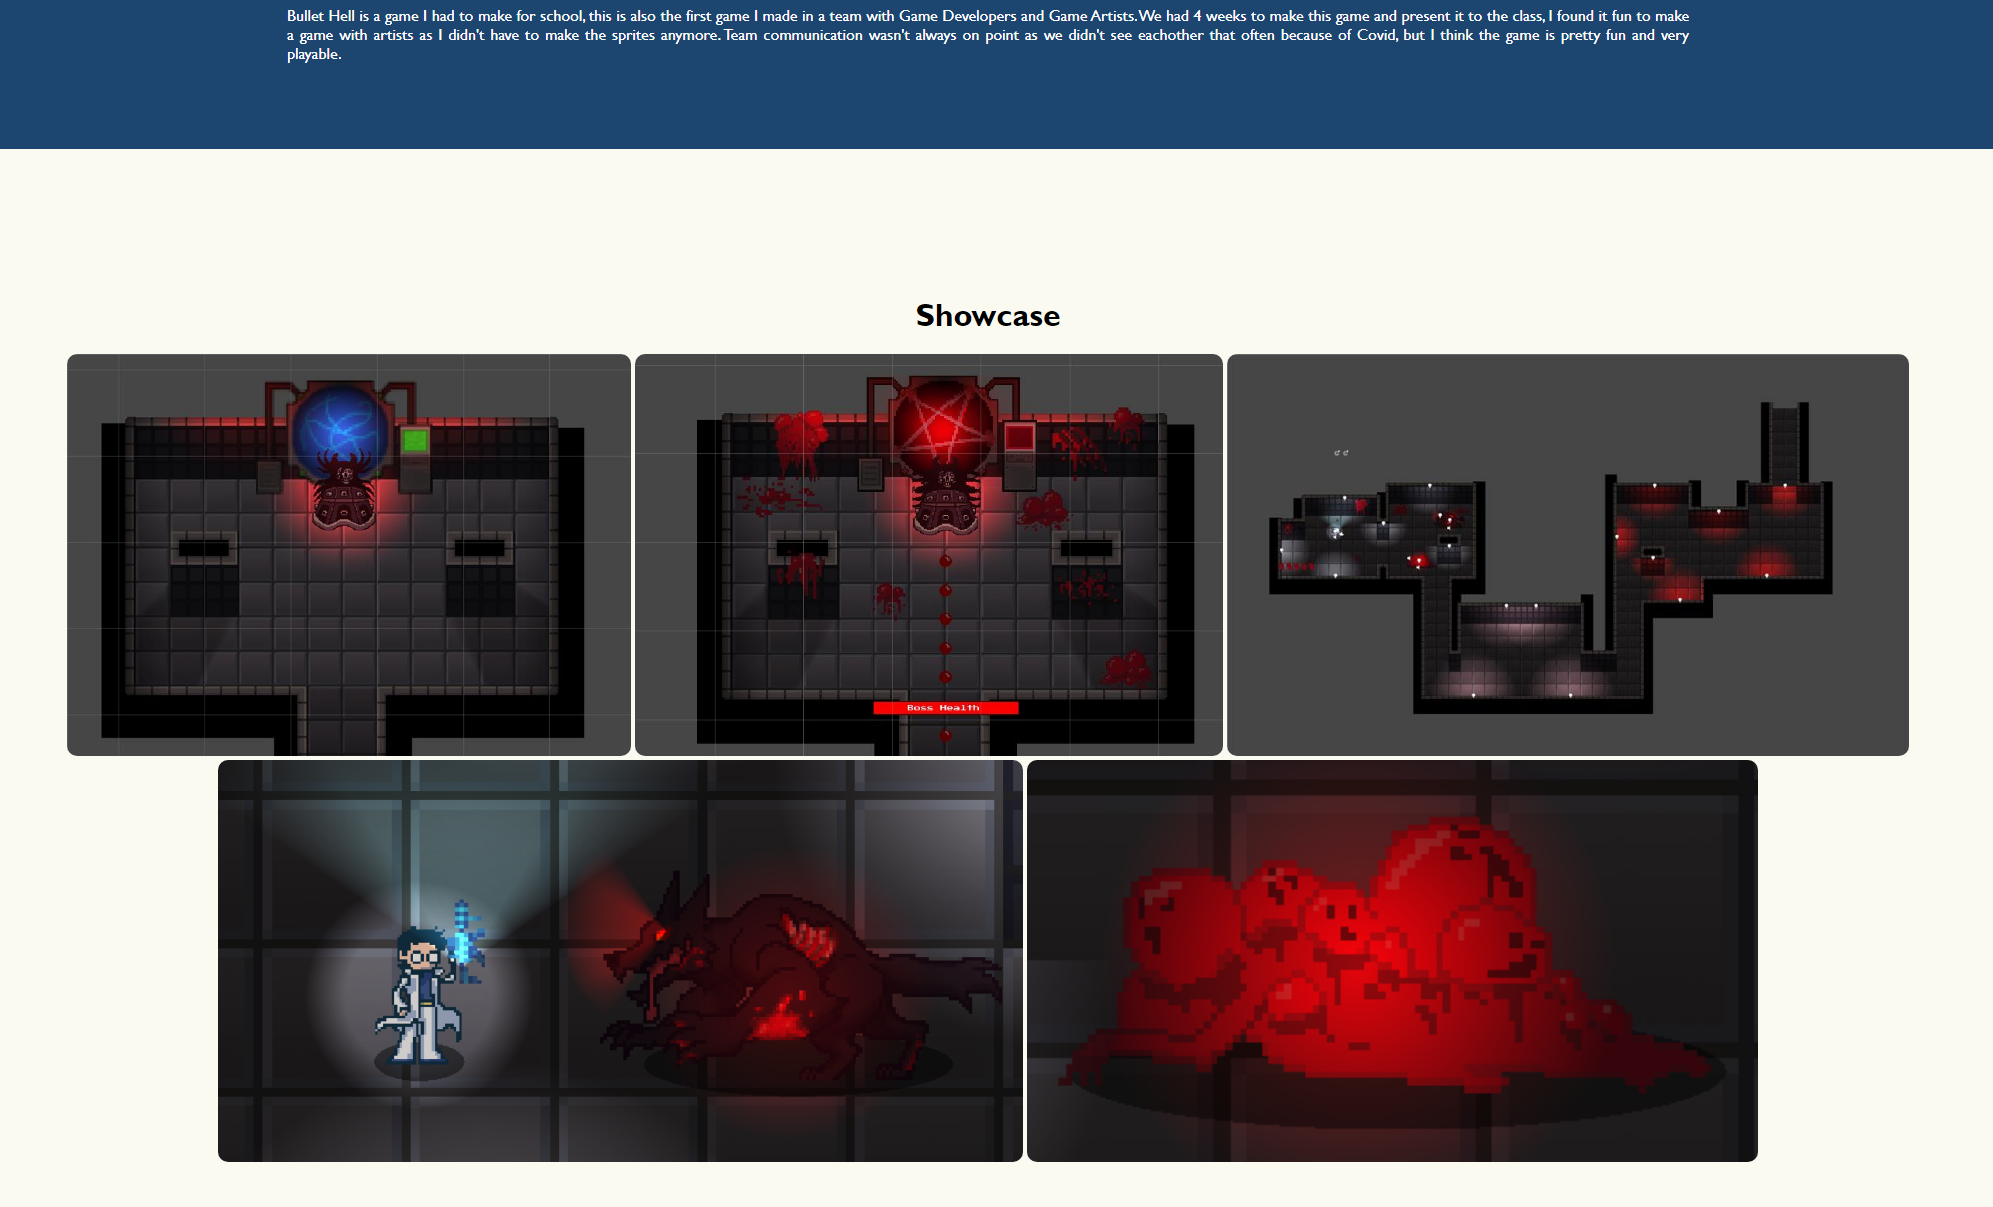 Bullet Hell is a game I had to make for school, this is also the first game I made in a team with Game Developers and Game Artists. We had 4 weeks to make this game and present it to the class, I found it fun to make
a game with artists as I didn't have to make the sprites anymore. Team communication wasn't always on point as we didn't see eachother that often because of Covid, but I think the game is pretty fun and very
playable.
Showcase
Boss Health